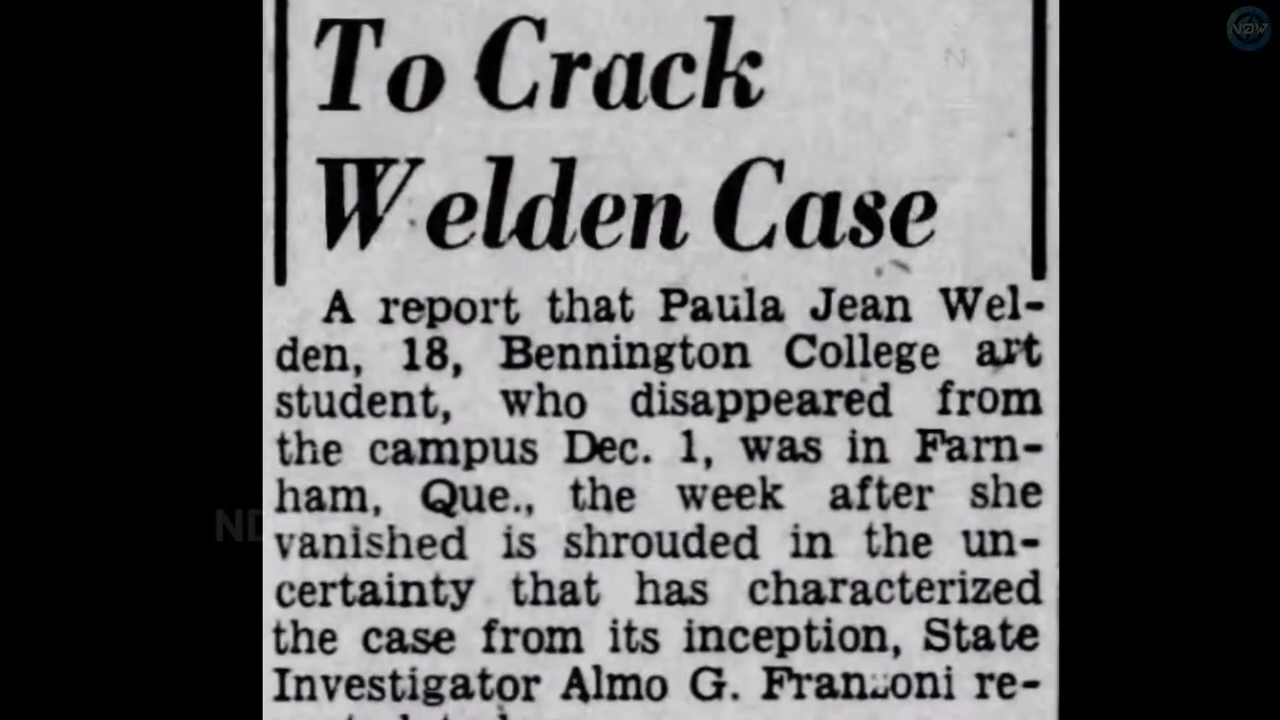 To Crack
Welden Case
A report that Paula Jean Wel-
den, 18, Bennington College art
student, who disappeared from
the campus Dec. 1, was in Farn-
ham, Que., the week after she
vanished is shrouded in the un-
certainty that has characterized
the case from its inception, State
Investigator Almo G. Franzoni re-
NDW
ND